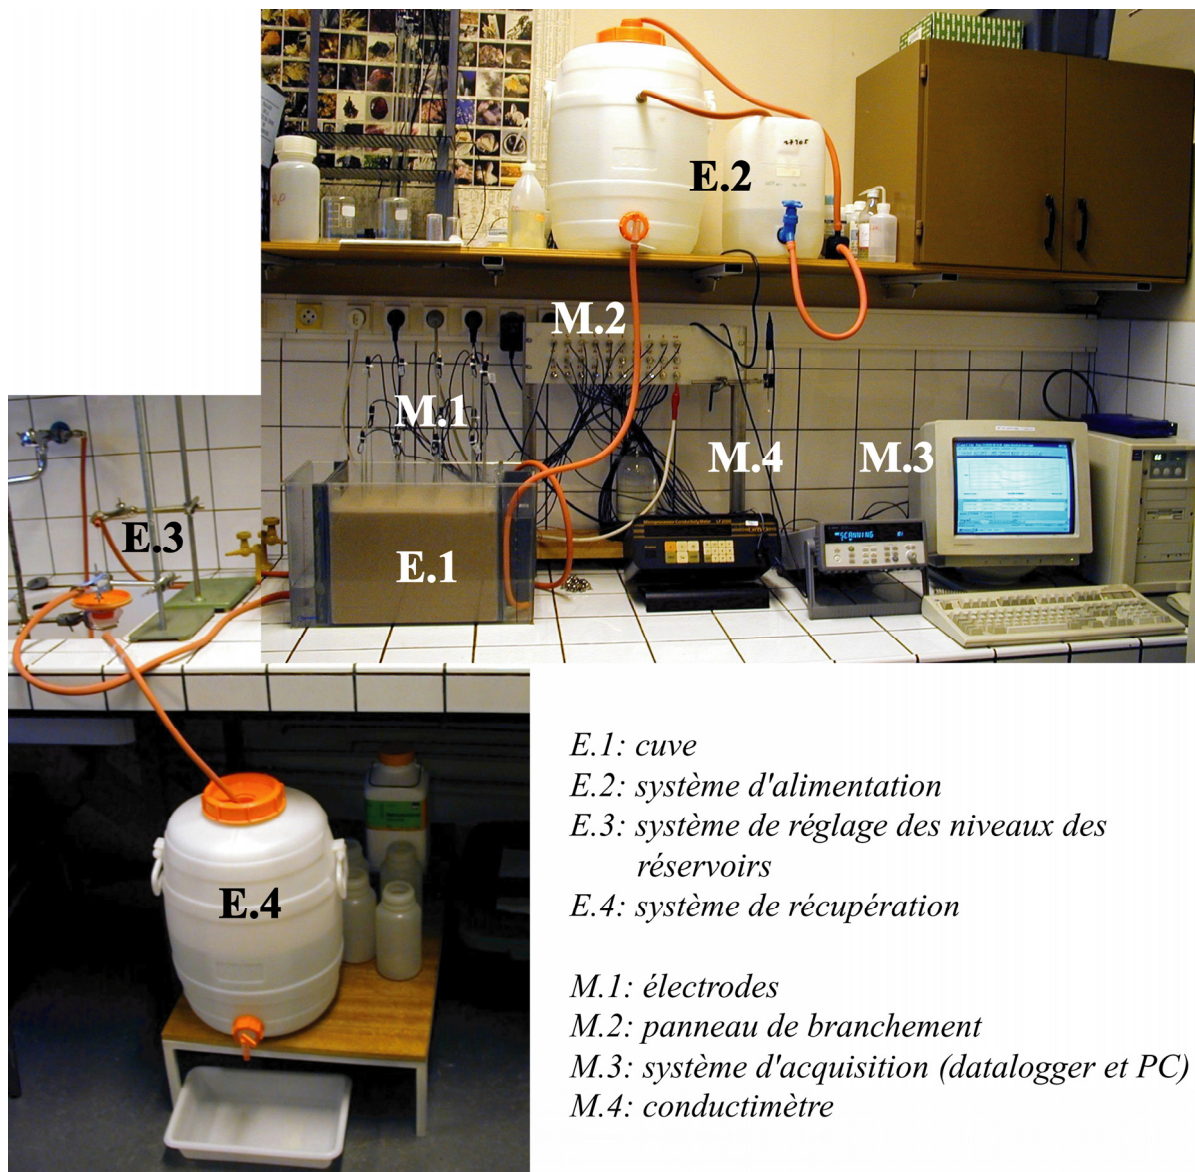 E.2
M.2
M.1
M.4
M.3
E.3
E.1
SCANNING
E.4
E.1: cuve
E.2: système d'alimentation
E.3: système de réglage des niveaux des
réservoirs
E.4: système de récupération
M.1: électrodes
M.2: panneau de branchement
M.3: système d'acquisition (datalogger et PC)
M.4: conductimètre